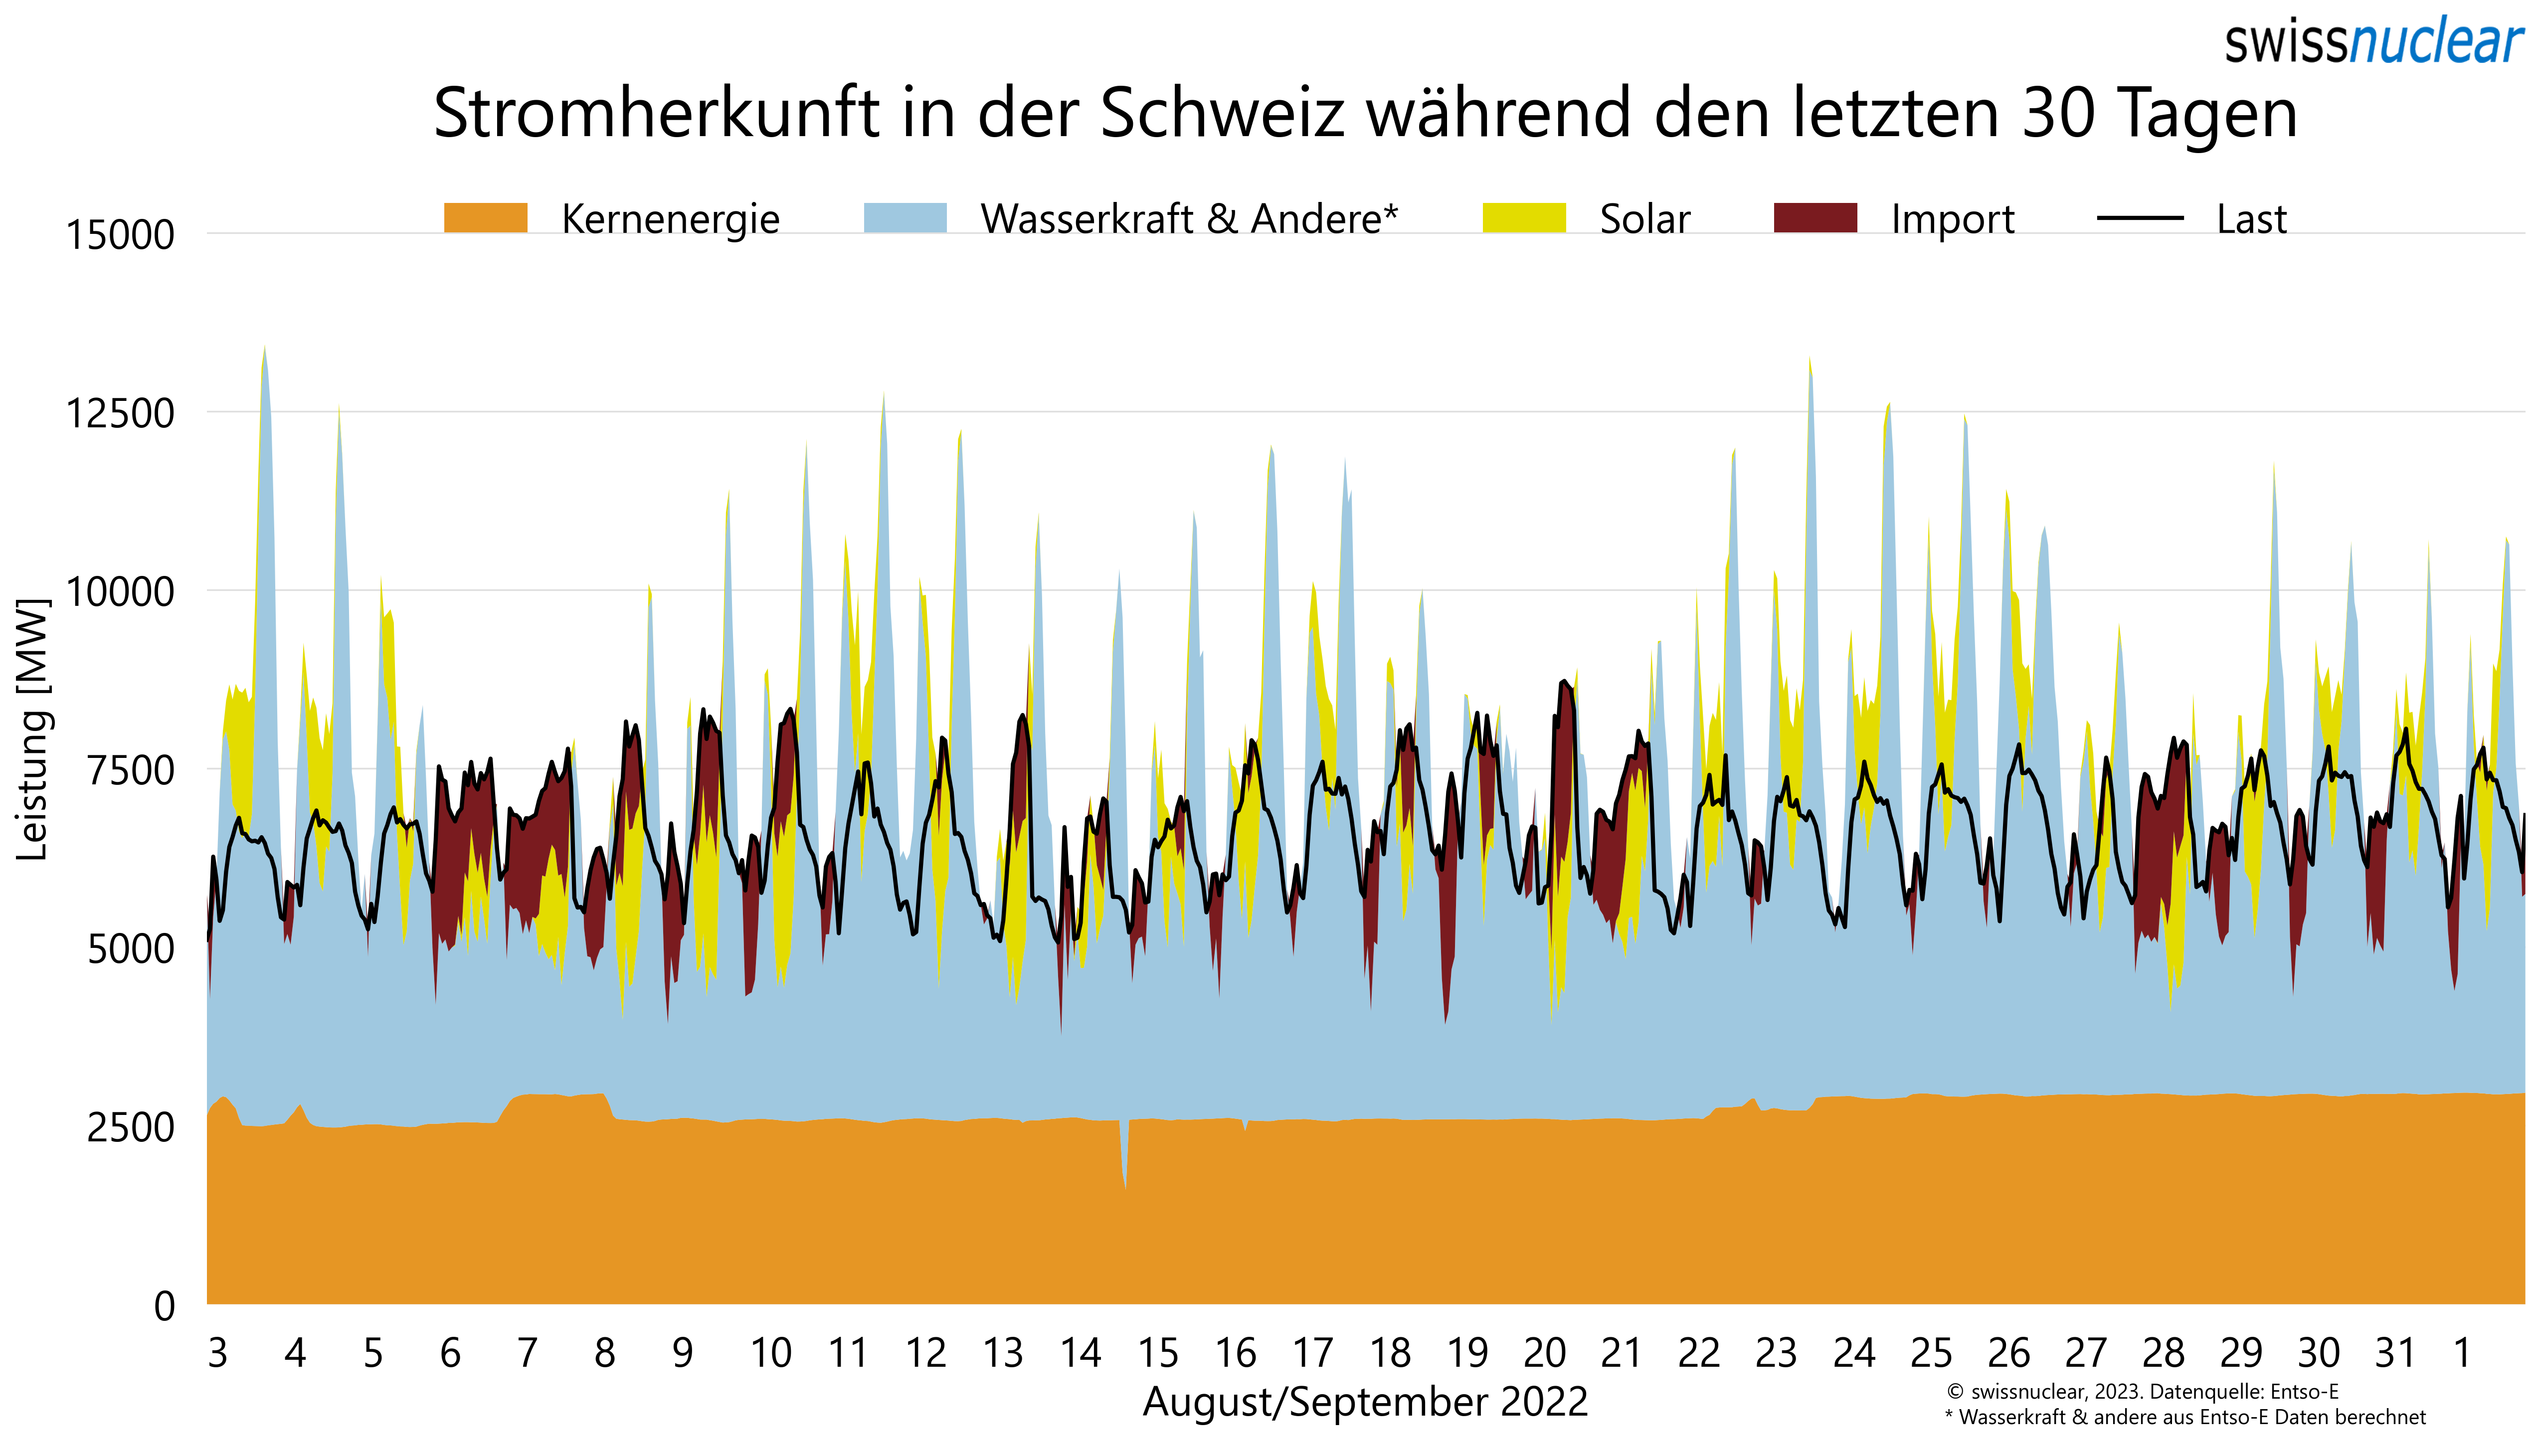 swissnuclear
Stromherkunft in der Schweiz während den letzten 30 Tagen
Kernenergie Wasserkraft & Andere* Solar Import Last
15000
12500
10000
7500
5000
2500
0
Leistung [MW]
3 4 5 6 7 8 9 10 11 12 13 14 15 16 17 18 19 20 21 22 23 24 25 26 27 28 29 30 31 1
August/September 2022
© swissnuclear, 2023. Datenquelle: Entso-E
* Wasserkraft & andere aus Entso-E Daten berechnet